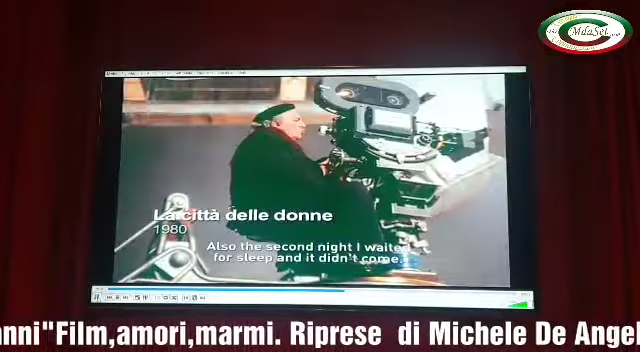 MdaSet
La città delle donne
1980
Also the second night I waited
for sleep and it didn't come.
anni"Film,amori,marmi. Riprese di Michele De Angel